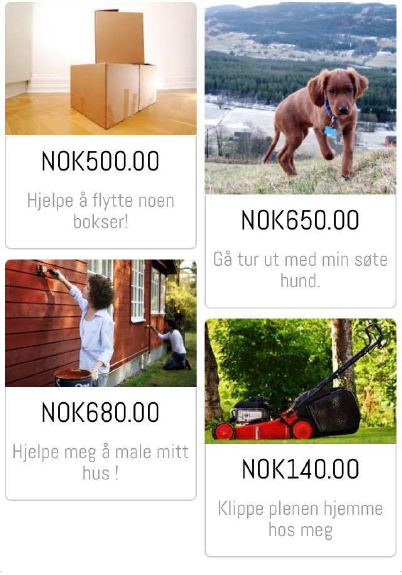 NOK500.00
Hjelpe å flytte noen
bokser!
NOK650.00
Gå tur ut med min søte
hund.
NOK680.00
Hjelpe meg å male mitt
hus !
NOK140.00
Klippe plenen hjemme
hos meg